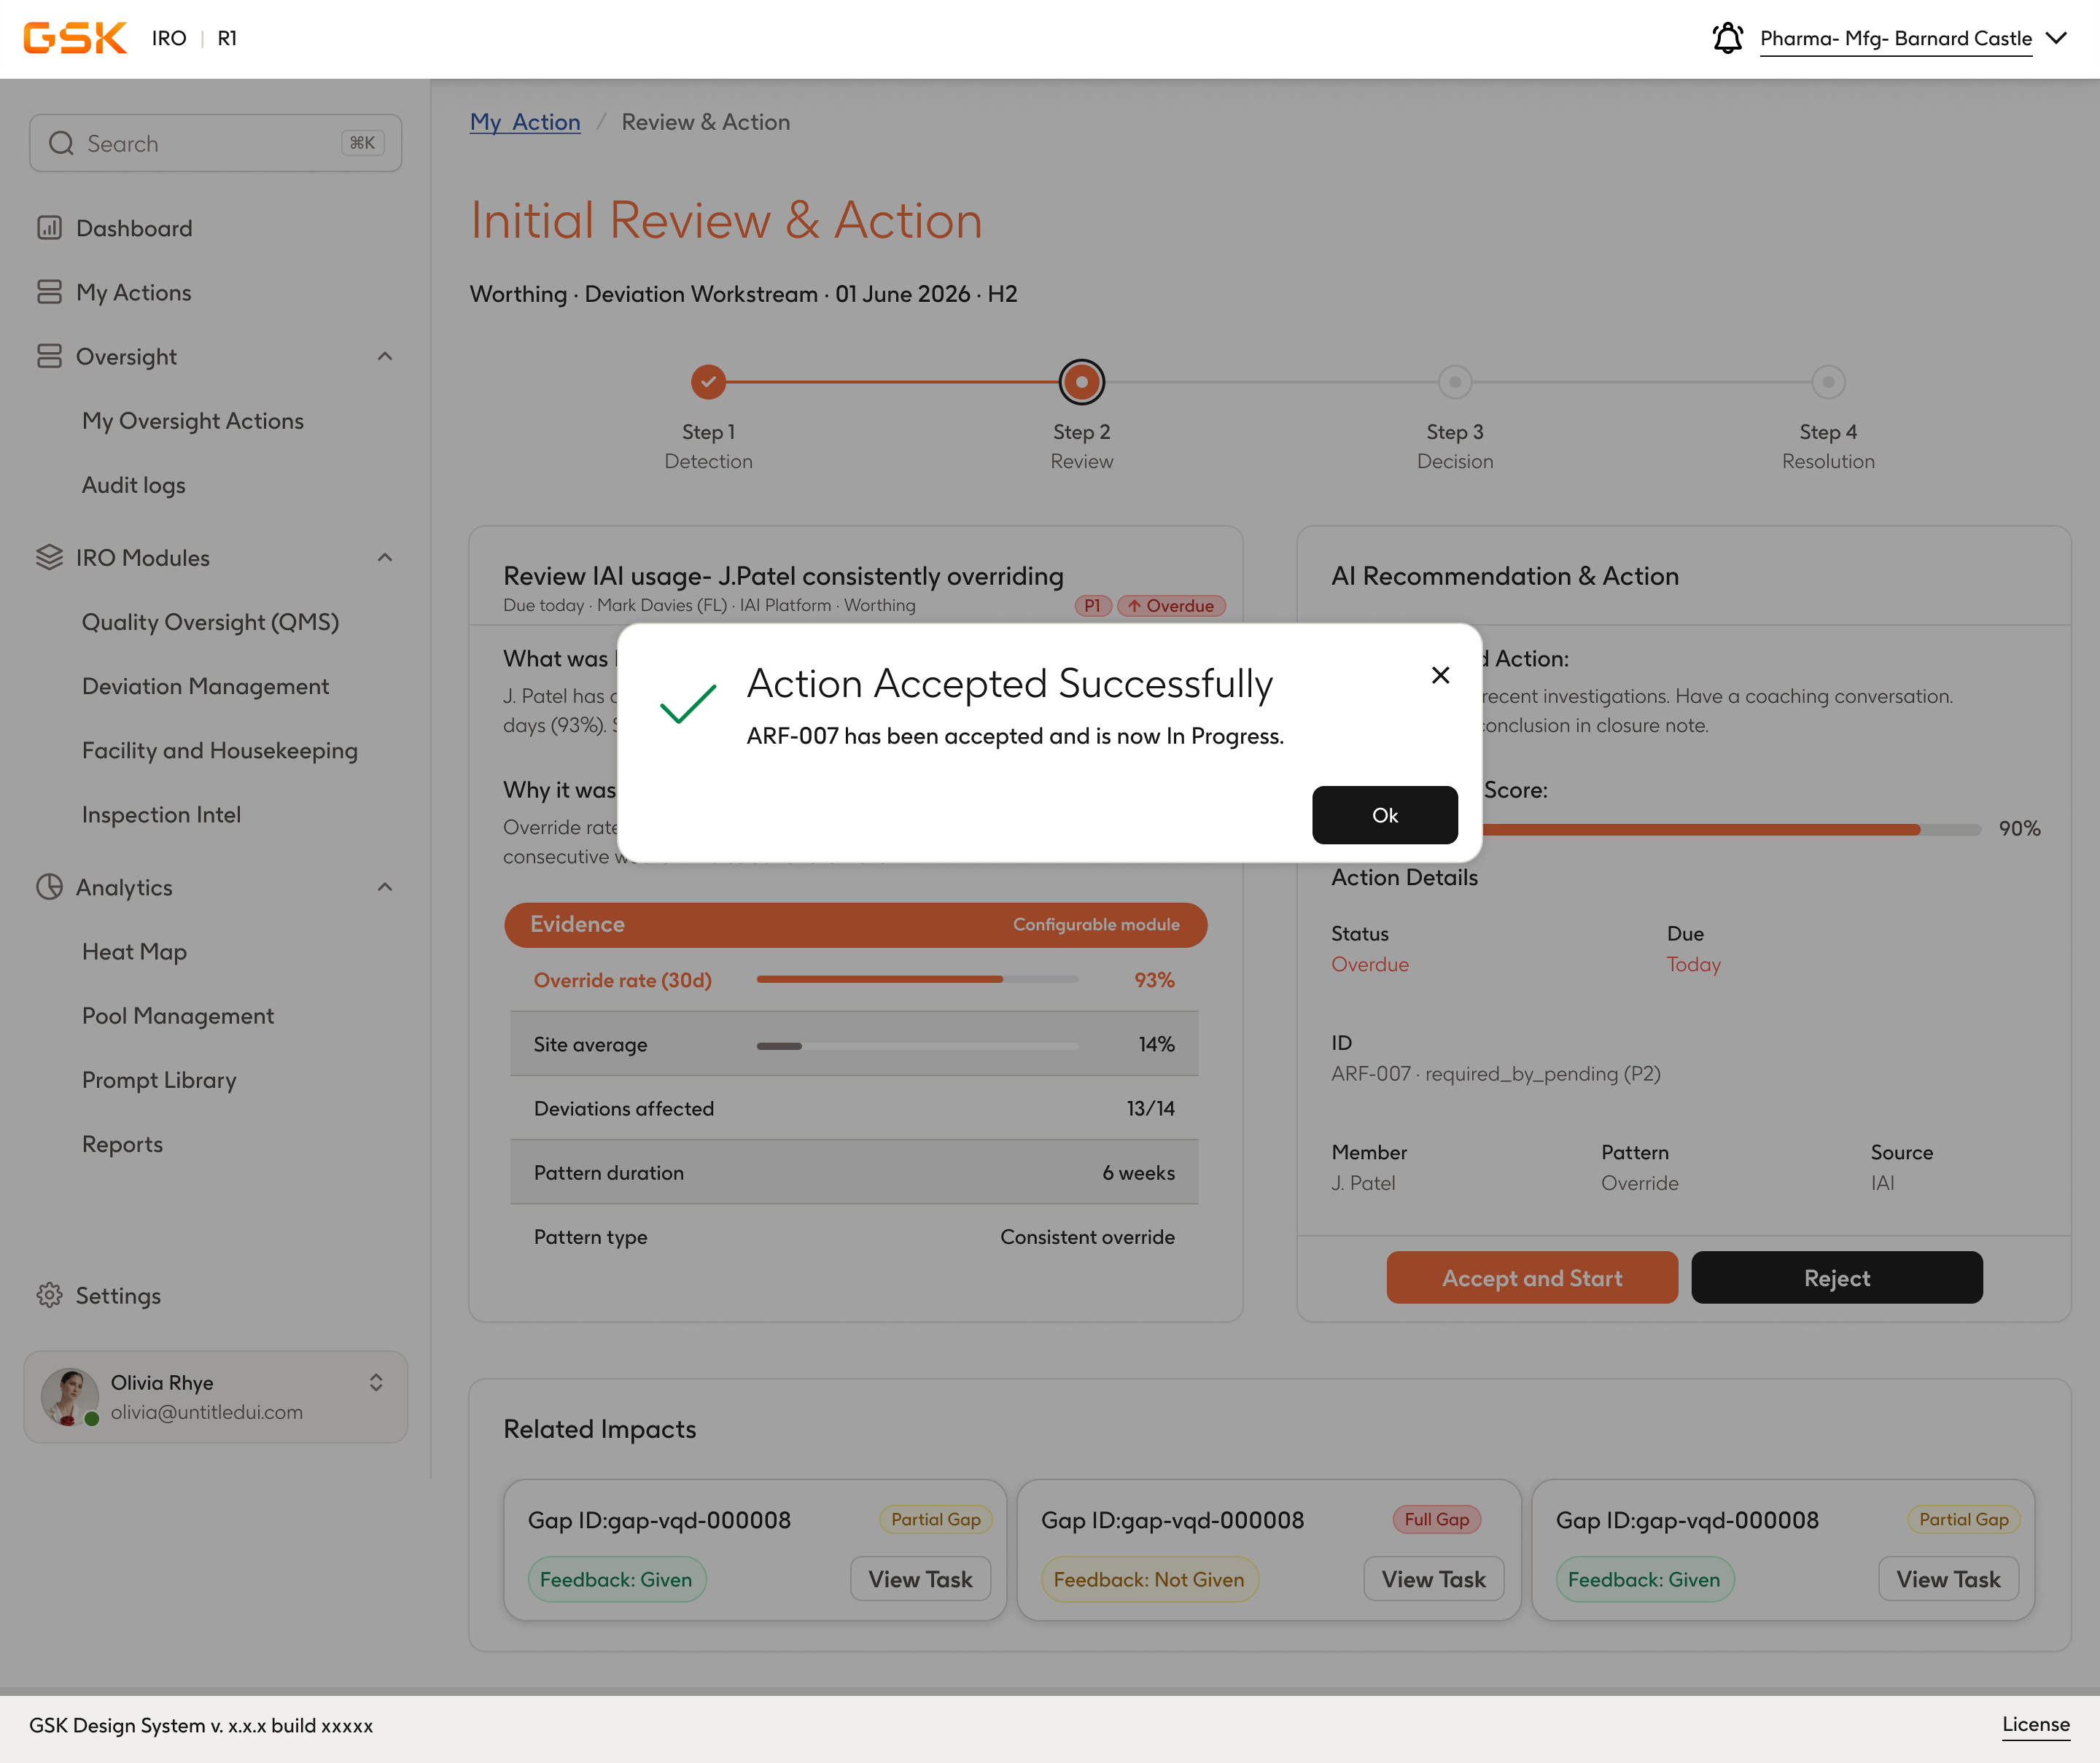 GSK IRO | R1
Pharma- Mfg- Barnard Castle
Search ⌘K
Dashboard
My Actions
Oversight
My Oversight Actions
Audit logs
IRO Modules
Quality Oversight (QMS)
Deviation Management
Facility and Housekeeping
Inspection Intel
Analytics
Heat Map
Pool Management
Prompt Library
Reports
Settings
Olivia Rhye
olivia@untitledui.com
My Action / Review & Action
Initial Review & Action
Worthing · Deviation Workstream · 01 June 2026 · H2
Step 1
Detection
Step 2
Review
Step 3
Decision
Step 4
Resolution
Review IAI usage- J.Patel consistently overriding
Due today · Mark Davies (FL) · IAI Platform · Worthing
P1 ↑ Overdue
What was
J. Patel has
days (93%).
Why it was
Override rate
consecutive
Evidence Configurable module
Override rate (30d) 93%
Site average 14%
Deviations affected 13/14
Pattern duration 6 weeks
Pattern type Consistent override
AI Recommendation & Action
Action:
recent investigations. Have a coaching conversation.
conclusion in closure note.
Score:
90%
Action Details
Status
Overdue
Due
Today
ID
ARF-007 · required_by_pending (P2)
Member
J. Patel
Pattern
Override
Source
IAI
Accept and Start
Reject
Action Accepted Successfully
ARF-007 has been accepted and is now In Progress.
Ok
Related Impacts
Gap ID:gap-vqd-000008 Partial Gap
Feedback: Given View Task
Gap ID:gap-vqd-000008 Full Gap
Feedback: Not Given View Task
Gap ID:gap-vqd-000008 Partial Gap
Feedback: Given View Task
GSK Design System v. x.x.x build xxxxx
License